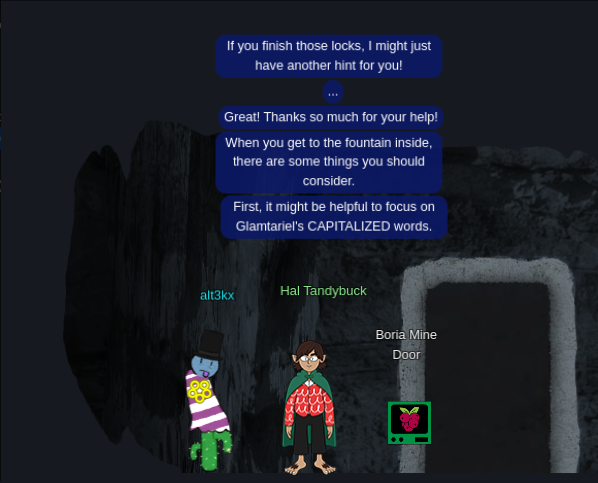 If you finish those locks, I might just
have another hint for you!
...
Great! Thanks so much for your help!
When you get to the fountain inside,
there are some things you should
consider.
First, it might be helpful to focus on
Glamtariel's CAPITALIZED words.
alt3kx
Hal Tandybuck
Boria Mine
Door